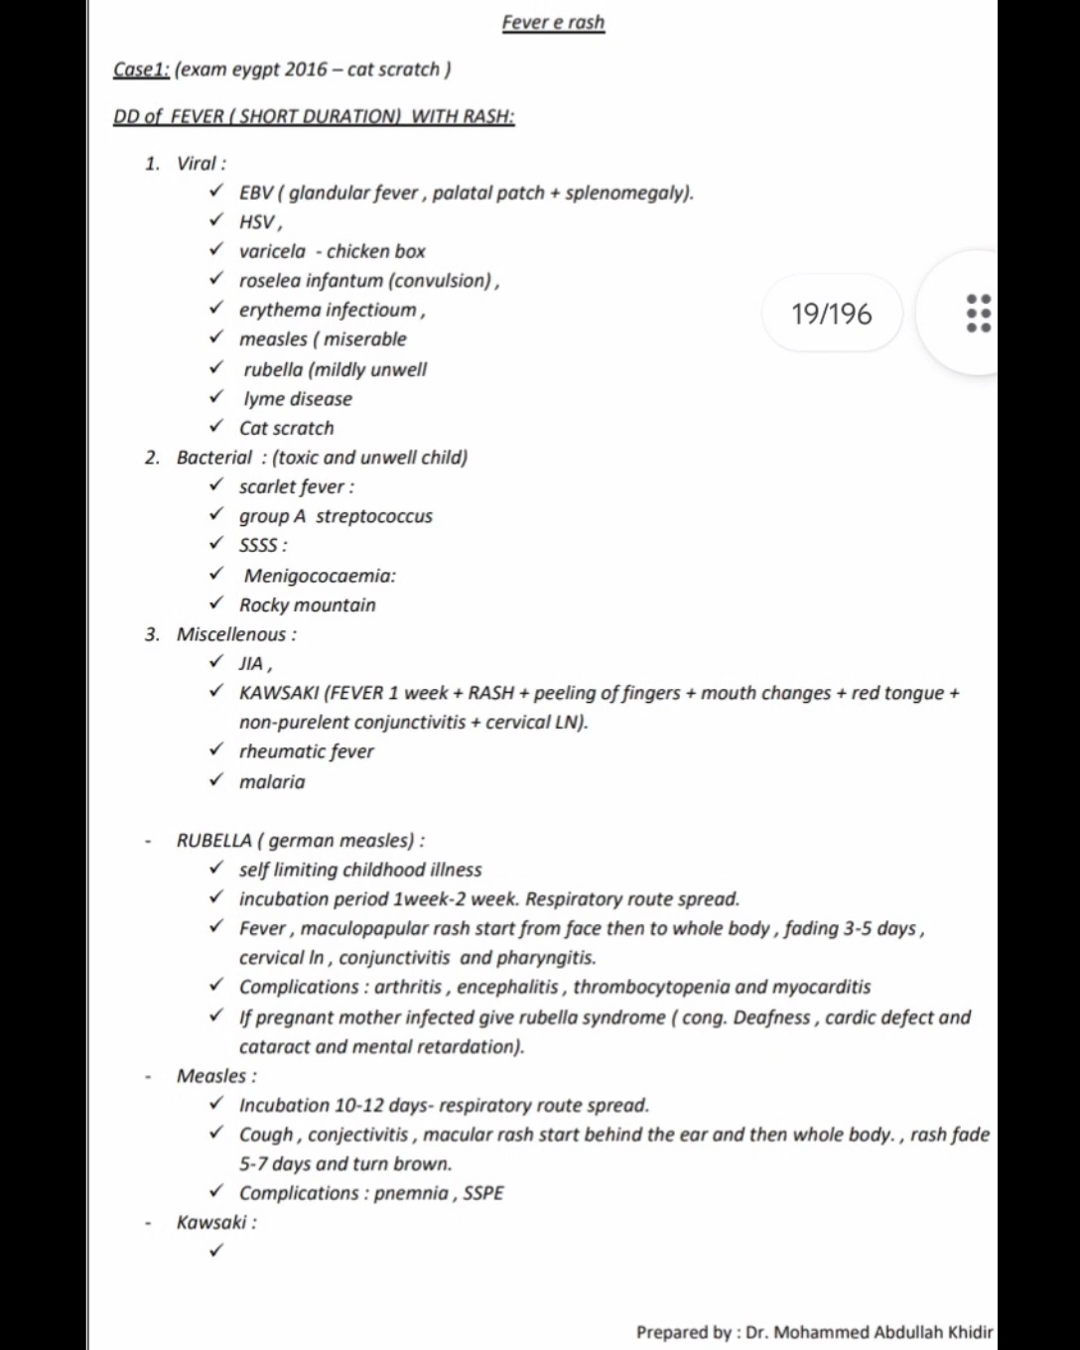 Fever e rash
Case1: (exam eygpt 2016 – cat scratch )
DD of FEVER ( SHORT DURATION) WITH RASH:
1. Viral :
✓ EBV ( glandular fever , palatal patch + splenomegaly).
✓ HSV ,
✓ varicela - chicken box
✓ roselea infantum (convulsion) ,
✓ erythema infectioum ,
19/196
✓ measles ( miserable
✓ rubella (mildly unwell
✓ lyme disease
✓ Cat scratch
2. Bacterial : (toxic and unwell child)
✓ scarlet fever :
✓ group A streptococcus
✓ SSSS :
✓ Menigococaemia:
✓ Rocky mountain
3. Miscellenous :
✓ JIA ,
✓ KAWSAKI (FEVER 1 week + RASH + peeling of fingers + mouth changes + red tongue +
non-purelent conjunctivitis + cervical LN).
✓ rheumatic fever
✓ malaria
- RUBELLA ( german measles) :
✓ self limiting childhood illness
✓ incubation period 1week-2 week. Respiratory route spread.
✓ Fever , maculopapular rash start from face then to whole body , fading 3-5 days ,
cervical ln , conjunctivitis and pharyngitis.
✓ Complications : arthritis , encephalitis , thrombocytopenia and myocarditis
✓ If pregnant mother infected give rubella syndrome ( cong. Deafness , cardic defect and
cataract and mental retardation).
- Measles :
✓ Incubation 10-12 days- respiratory route spread.
✓ Cough , conjectivitis , macular rash start behind the ear and then whole body. , rash fade
5-7 days and turn brown.
✓ Complications : pnemnia , SSPE
- Kawsaki :
✓
Prepared by : Dr. Mohammed Abdullah Khidir